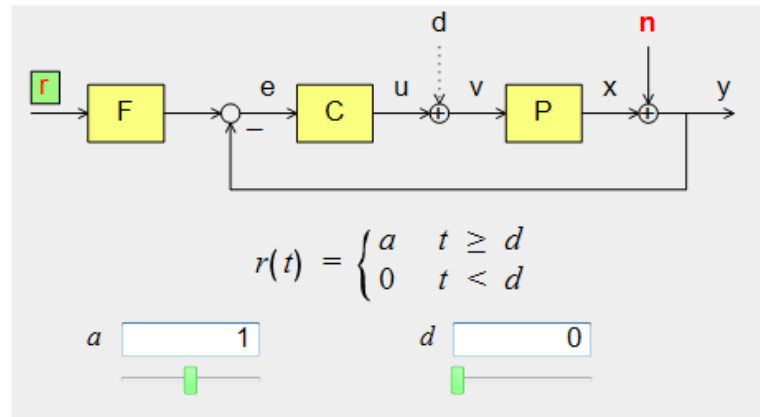 d n
r e u v x y
F C P
+ +
−
r(t) = { a t ≥ d
0 t < d
a 1 d 0